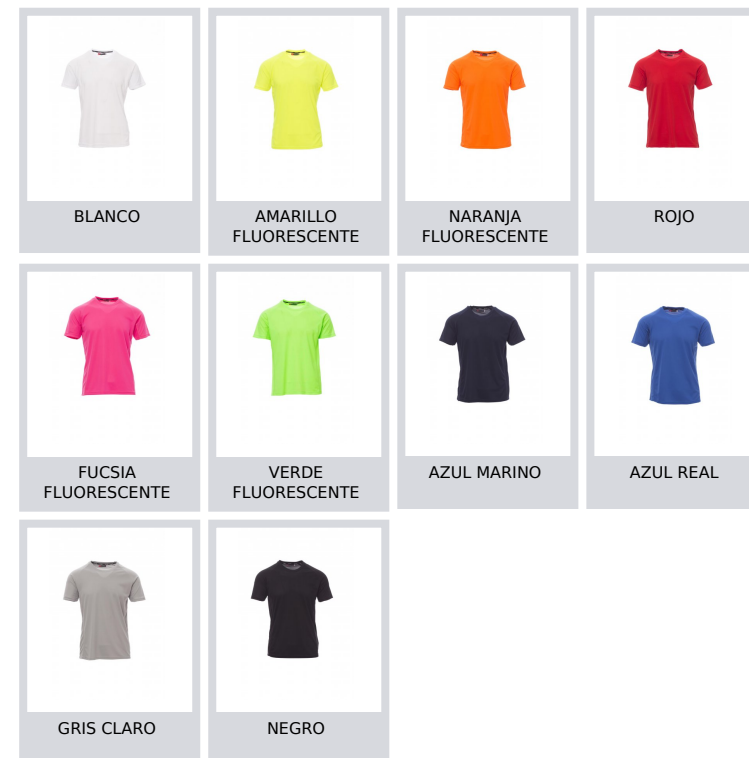 BLANCO
AMARILLO
FLUORESCENTE
NARANJA
FLUORESCENTE
ROJO
FUCSIA
FLUORESCENTE
VERDE
FLUORESCENTE
AZUL MARINO
AZUL REAL
GRIS CLARO
NEGRO